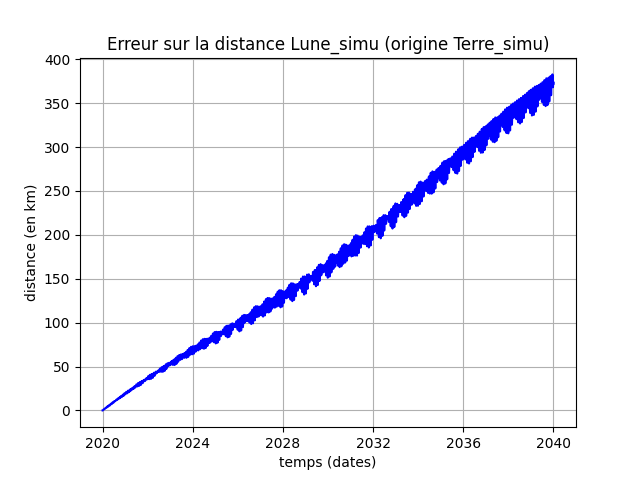 Erreur sur la distance Lune_simu (origine Terre_simu)
400
350
300
250
200
150
100
50
0
distance (en km)
2020 2024 2028 2032 2036 2040
temps (dates)